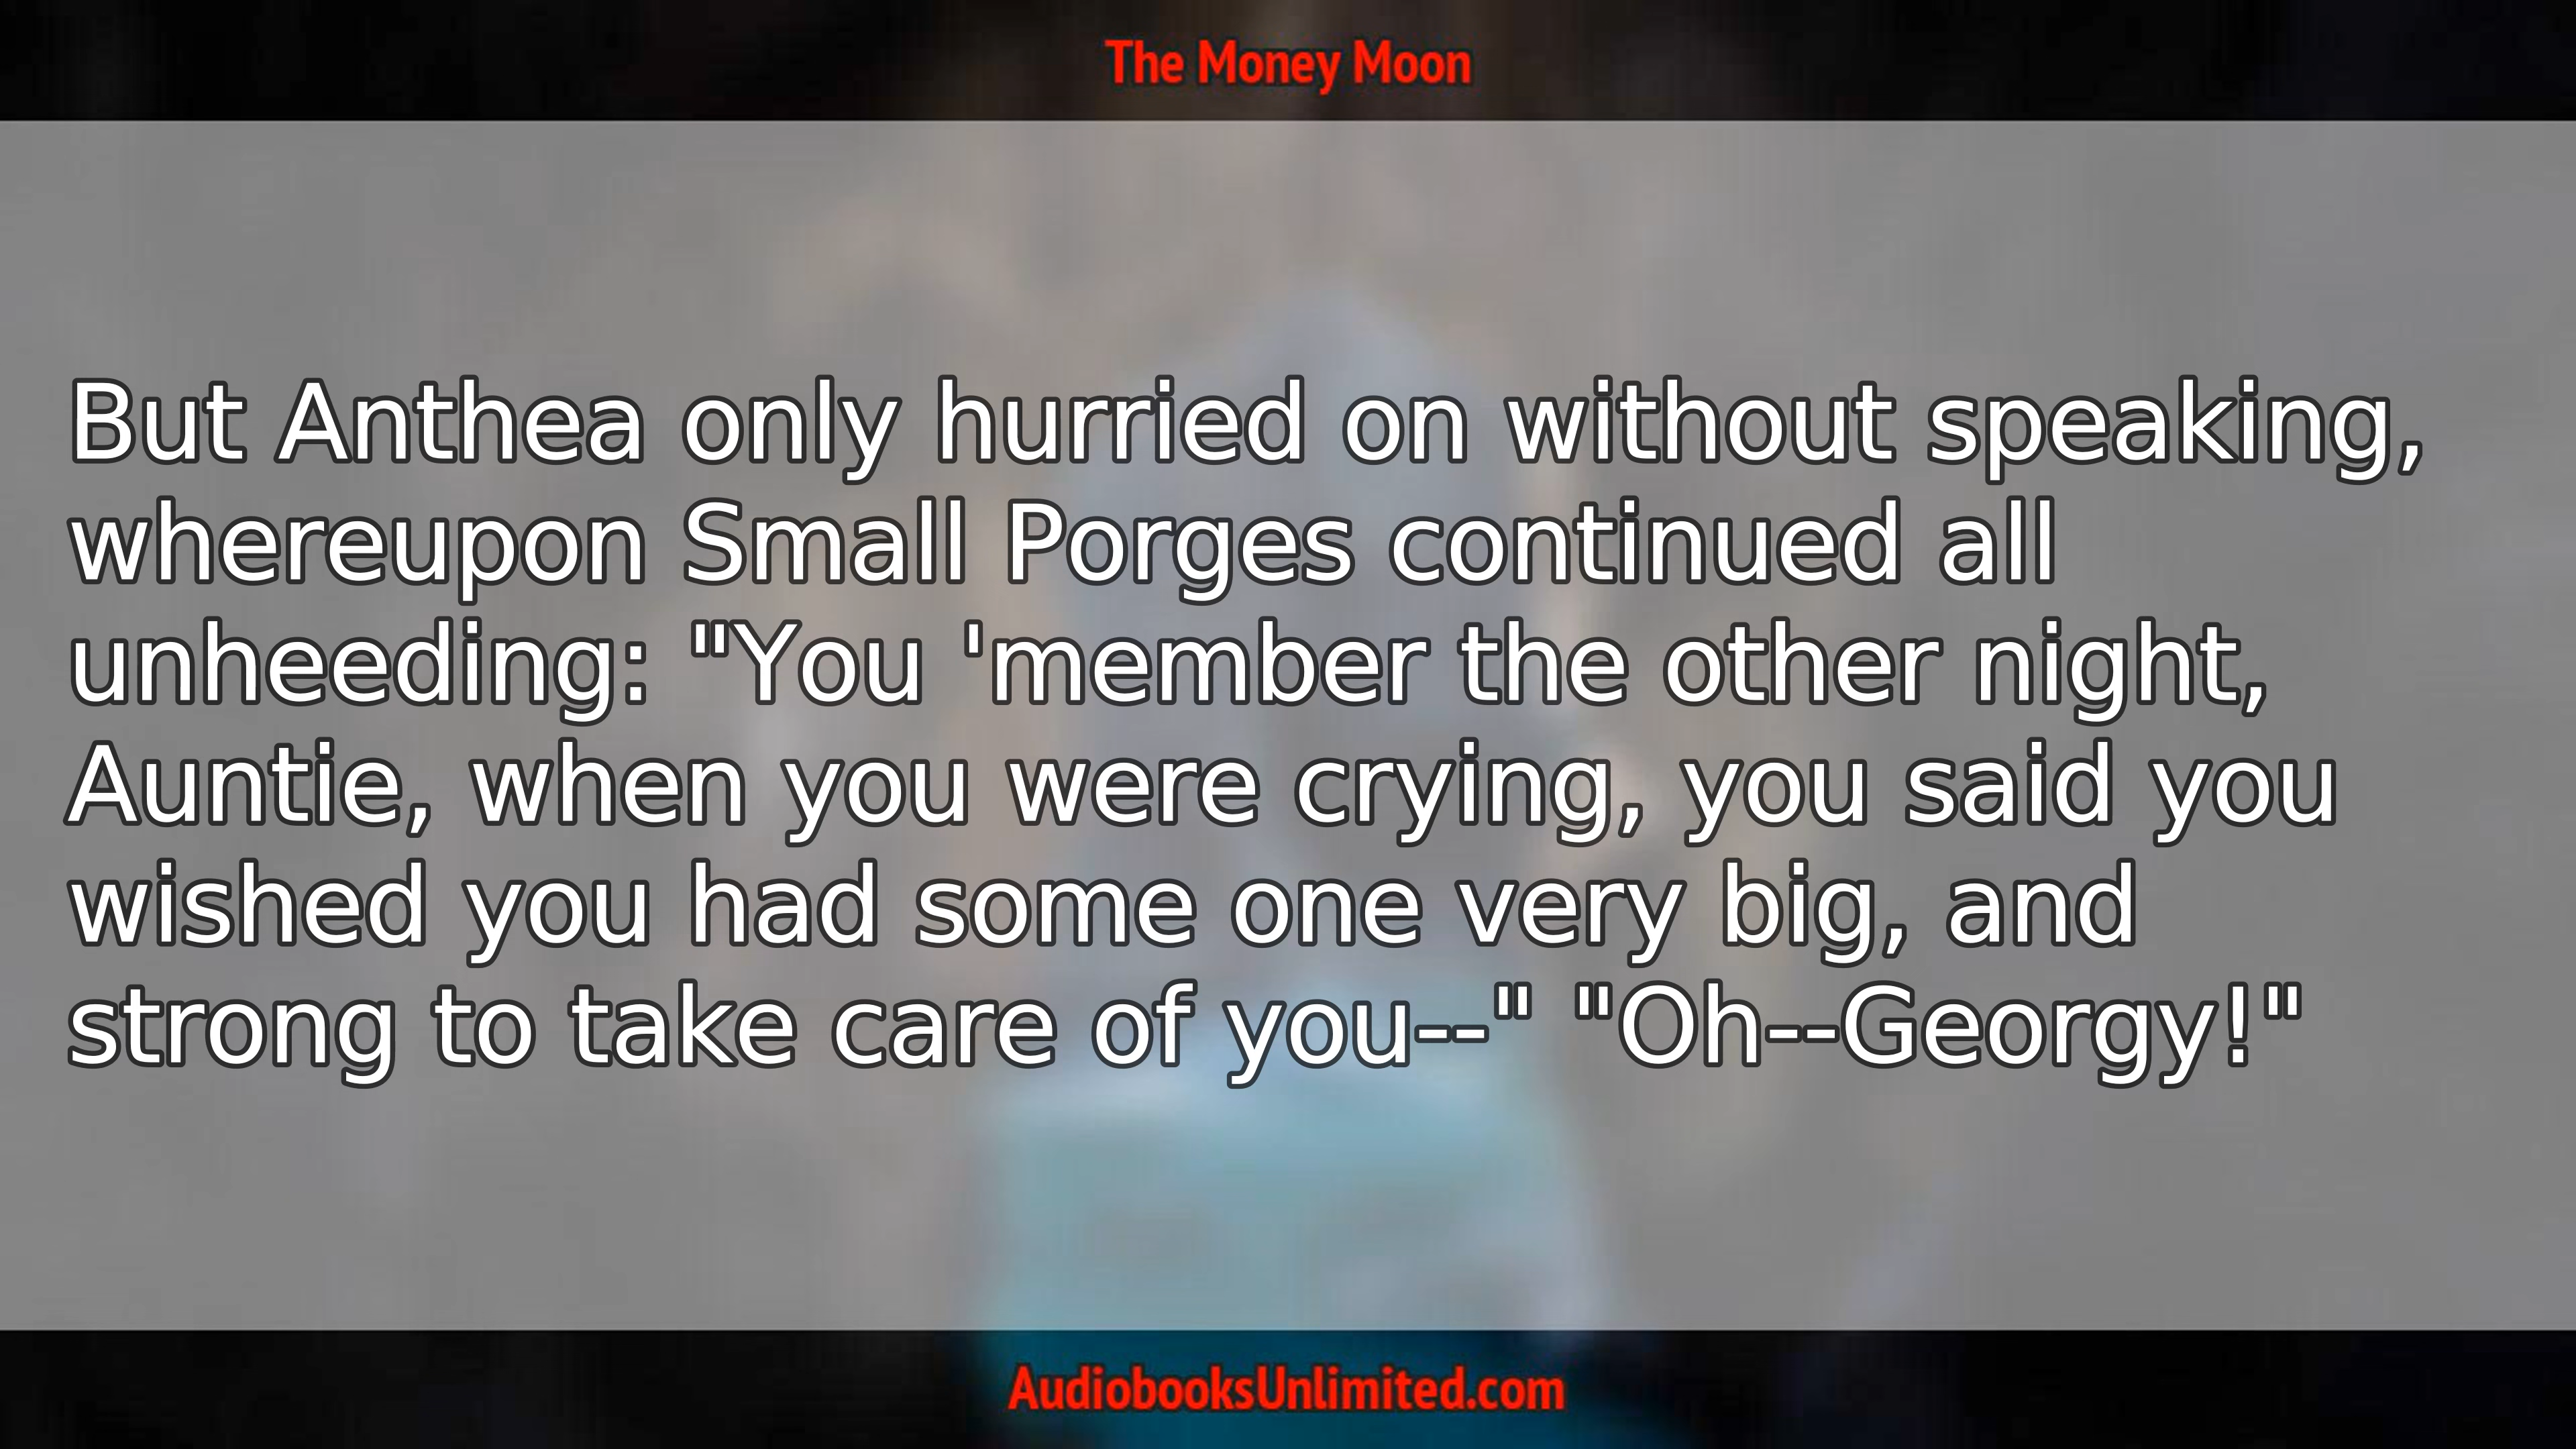 The Money Moon
But Anthea only hurried on without speaking,
whereupon Small Porges continued all
unheeding: "You 'member the other night,
Auntie, when you were crying, you said you
wished you had some one very big, and
strong to take care of you--" "Oh--Georgy!"
AudiobooksUnlimited.com